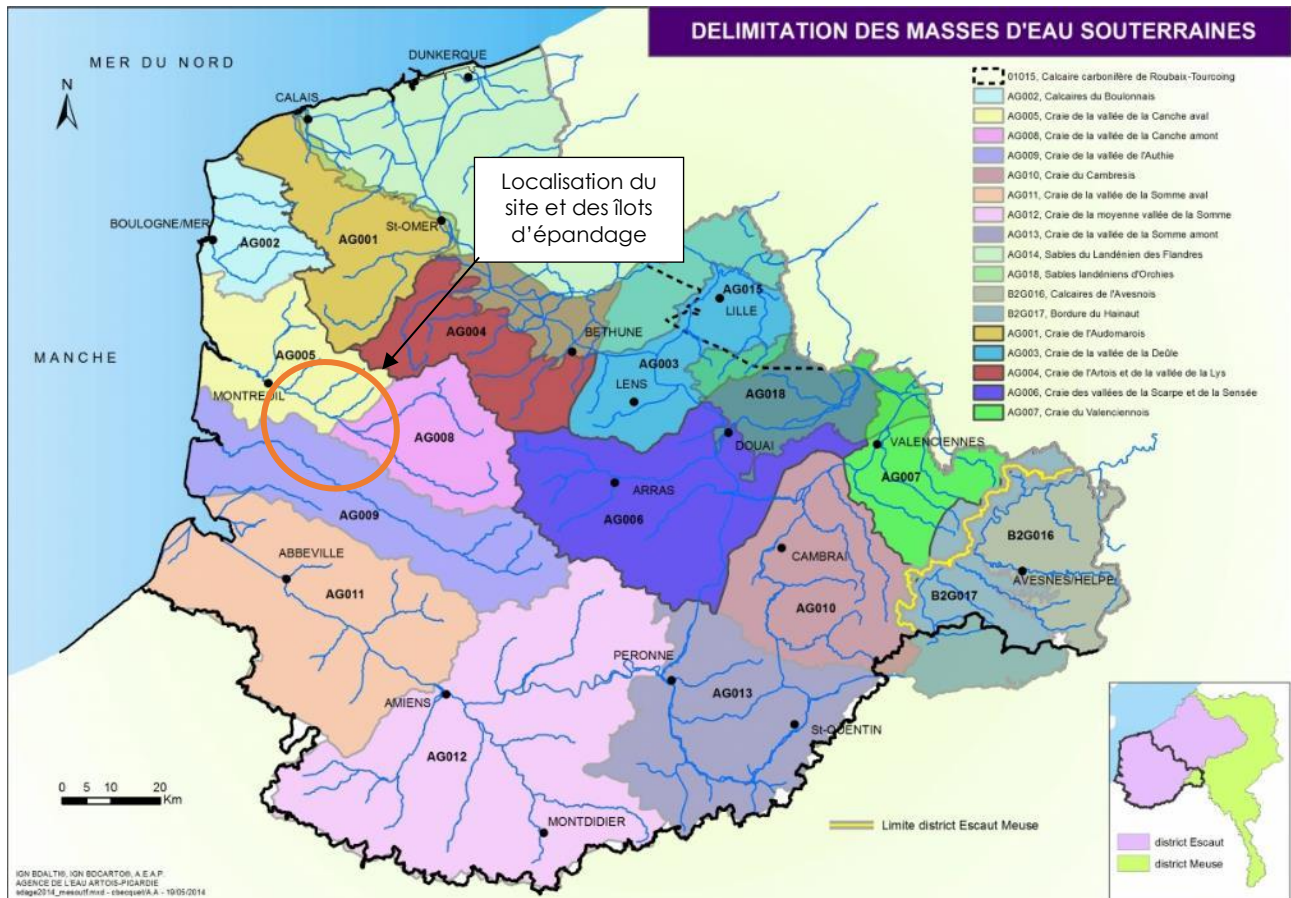 DELIMITATION DES MASSES D'EAU SOUTERRAINES
MER DU NORD
N
MANCHE
DUNKERQUE
CALAIS
Localisation du
site et des îlots
d'épandage
St-OMER
BOULOGNE/MER
AG002
AG001
AG015
LILLE
AG004
BETHUNE
AG005
AG003
MONTREUIL
LENS
AG018
AG008
DOUAI
VALENCIENNES
ARRAS
AG007
AG009
AG006
B2G016
CAMBRAI
ABBEVILLE
AVESNES/HELPE
AG011
AG010
B2G017
PERONNE
AG013
AMIENS
St-QUENTIN
AG012
MONTDIDIER
01015, Calcaire carbonifère de Roubaix-Tourcoing
AG002, Calcaires du Boulonnais
AG005, Craie de la vallée de la Canche aval
AG008, Craie de la vallée de la Canche amont
AG009, Craie de la vallée de l'Authie
AG010, Craie du Cambresis
AG011, Craie de la vallée de la Somme aval
AG012, Craie de la moyenne vallée de la Somme
AG013, Craie de la vallée de la Somme amont
AG014, Sables du Landénien des Flandres
AG018, Sables landéniens d'Orchies
B2G016, Calcaires de l'Avesnois
B2G017, Bordure du Hainaut
AG001, Craie de l'Audomarois
AG003, Craie de la vallée de la Deûle
AG004, Craie de l'Artois et de la vallée de la Lys
AG006, Craie des vallées de la Scarpe et de la Sensée
AG007, Craie du Valenciennois
0 5 10 20
Km
Limite district Escaut Meuse
district Escaut
district Meuse
IGN BDALTI®, IGN BDCARTO®, A.E.A.P.
AGENCE DE L'EAU ARTOIS-PICARDIE
sdage2014_mesoutf.mxd - cbecquet/A.A - 19/05/2014